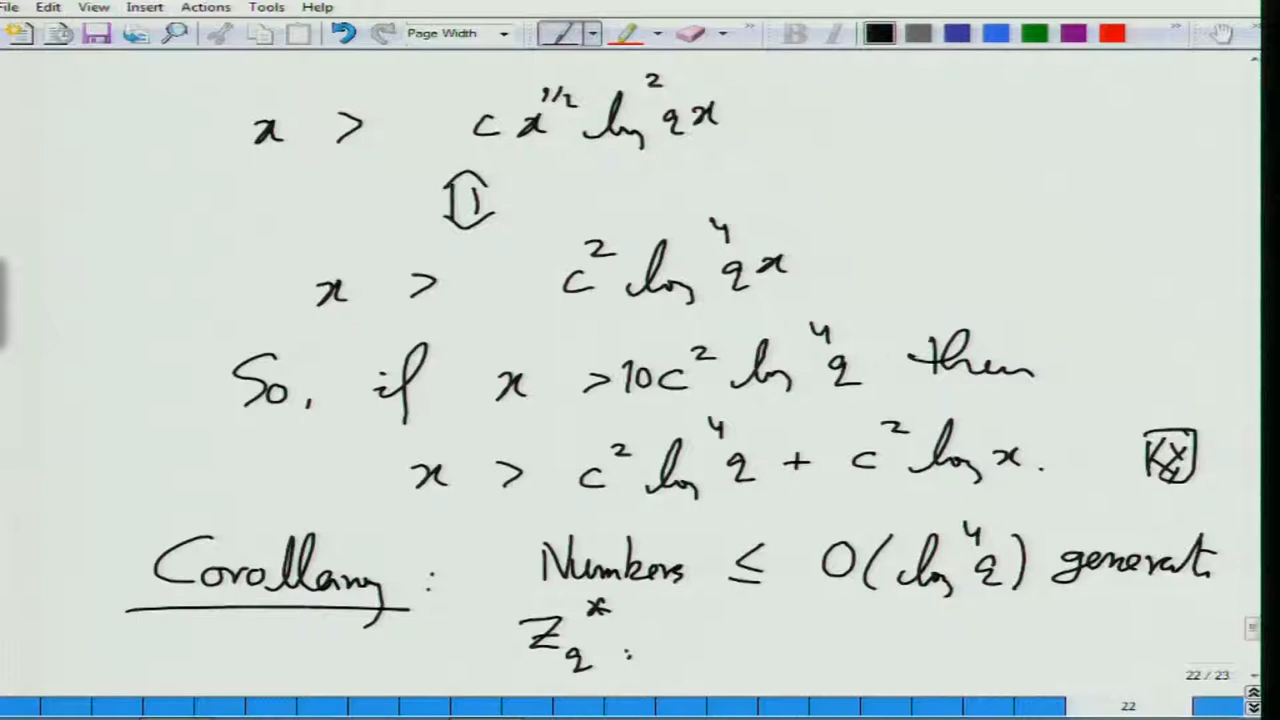 File Edit View Insert Actions Tools Help
Page Width
x > c x^{1/2} log^2 qx
⇕
x > c^2 log^4 qx
So, if x > 10c^2 log^4 q then
x > c^2 log^4 q + c^2 log x.
Corollary : Numbers ≤ O(log^4 q) generate
Z_q^* .
22 / 23
22